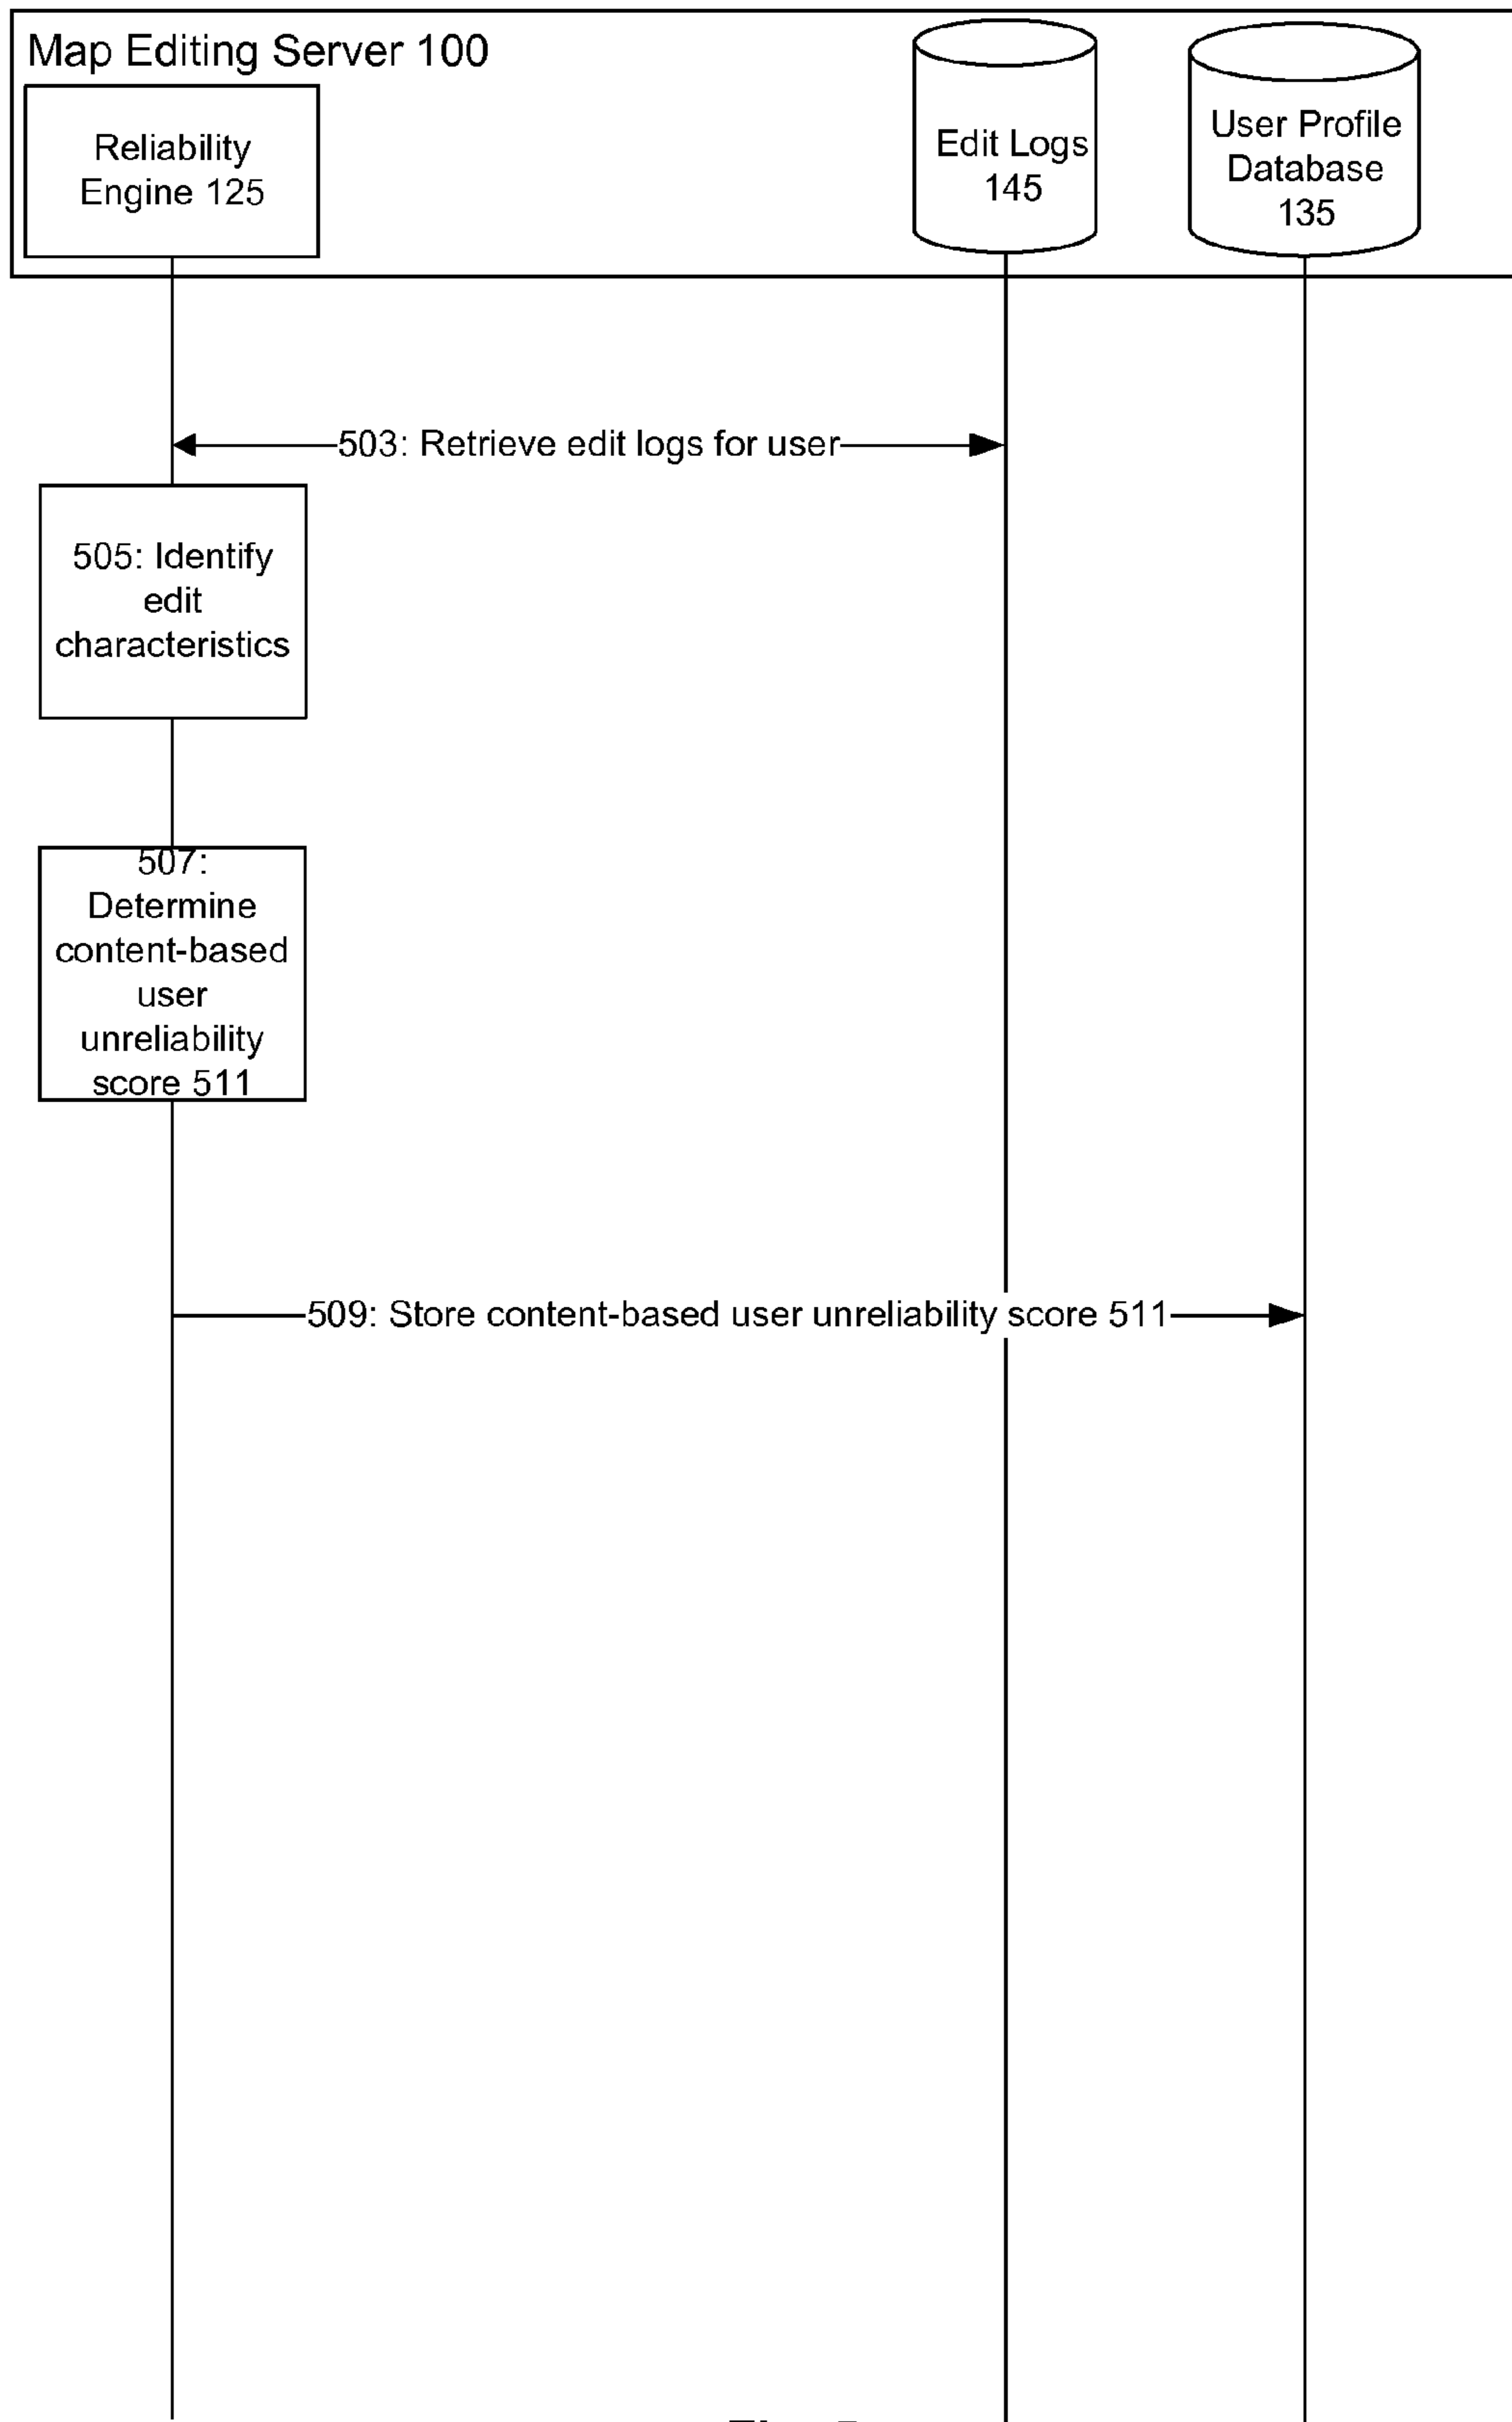 Map Editing Server 100
Reliability
Engine 125
Edit Logs
145
User Profile
Database
135
503: Retrieve edit logs for user
505: Identify
edit
characteristics
507:
Determine
content-based
user
unreliability
score 511
509: Store content-based user unreliability score 511